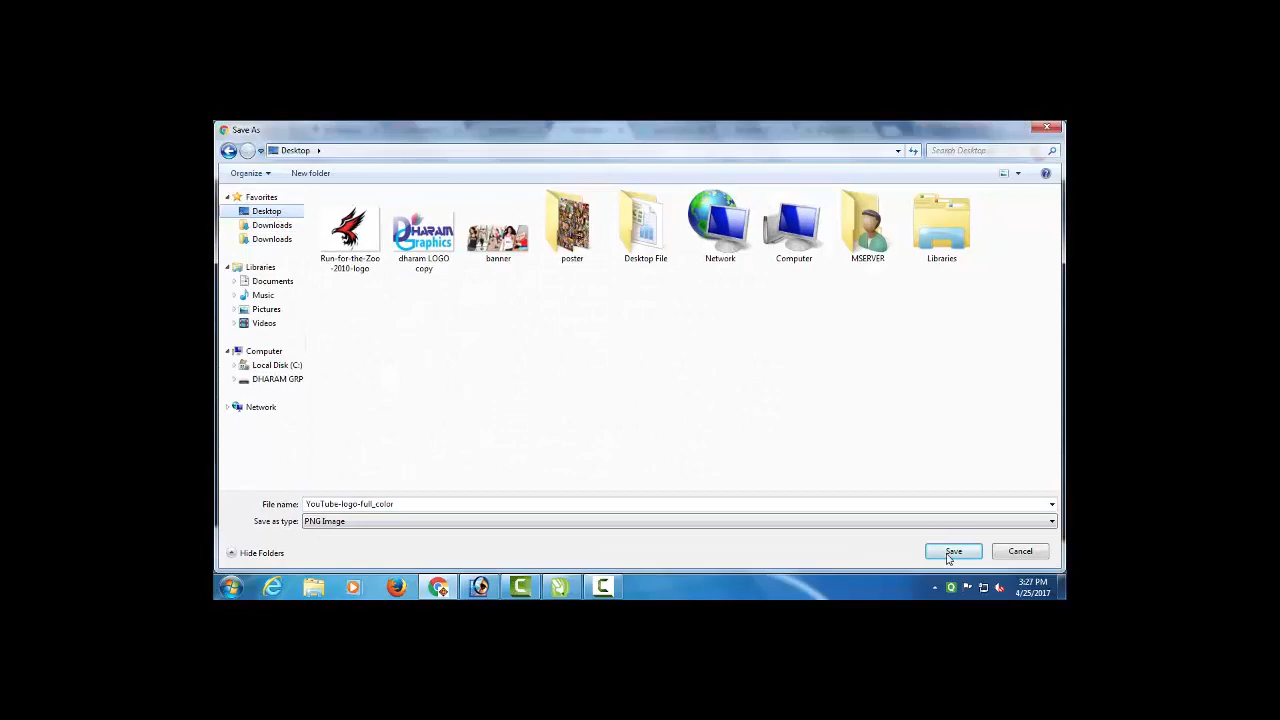 Save As
Desktop
Search Desktop
Organize
New folder
Favorites
Desktop
Downloads
Downloads
Libraries
Documents
Music
Pictures
Videos
Computer
Local Disk (C:)
DHARAM GRP
Network
Run-for-the-Zoo
-2010-logo
DHARAM
Graphics
dharam LOGO
copy
banner
poster
Desktop File
Network
Computer
MSERVER
Libraries
File name: YouTube-logo-full_color
Save as type: PNG Image
Hide Folders
Save
Cancel
3:27 PM
4/25/2017